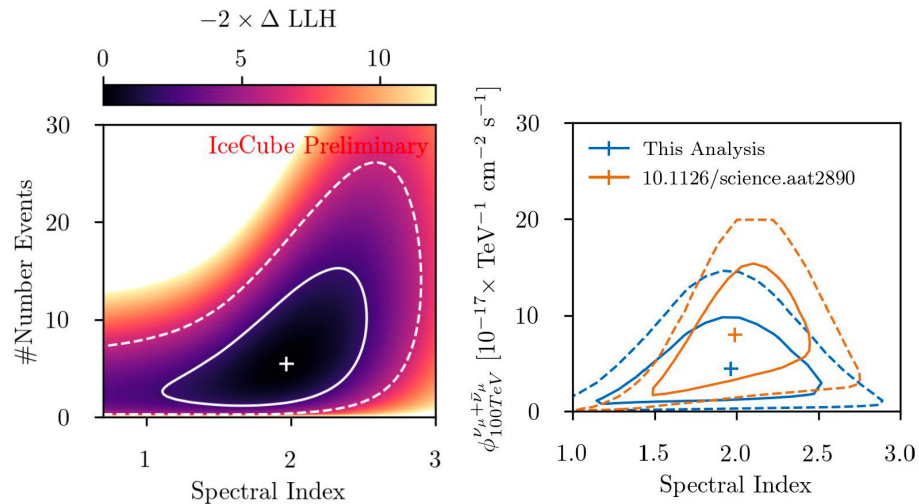 −2 × Δ LLH
0 5 10
IceCube Preliminary
30
20
10
0
#Number Events
1 2 3
Spectral Index
This Analysis
10.1126/science.aat2890
30
20
10
0
ϕ^{ν_μ+ν̄_μ}_{100TeV} [10^{−17}× TeV^{−1} cm^{−2} s^{−1}]
1.0 1.5 2.0 2.5 3.0
Spectral Index